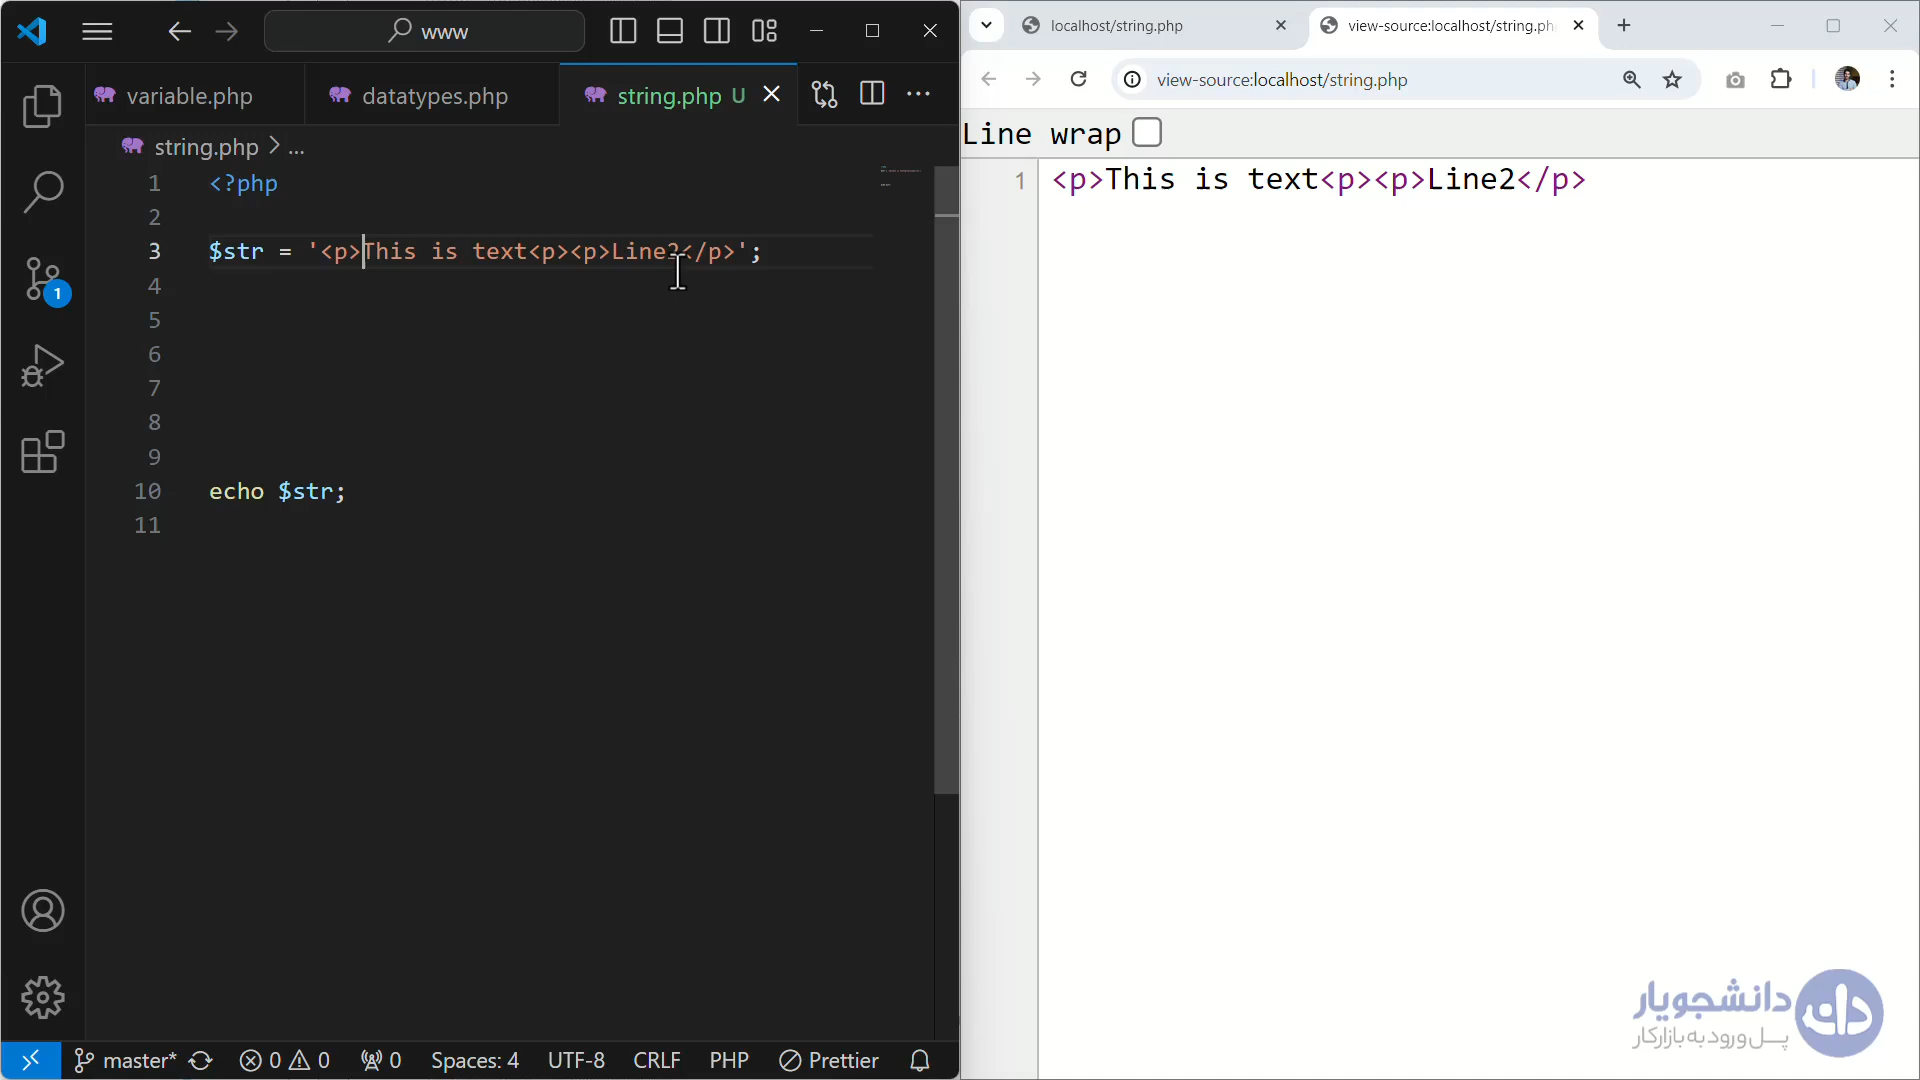 www
variable.php
datatypes.php
string.php U
string.php > ...
1 <?php
2
3 $str = '<p>This is text<p><p>Line2</p>';
4
5
6
7
8
9
10 echo $str;
11
1
master* 0 0 0 Spaces: 4 UTF-8 CRLF PHP Prettier
localhost/string.php
view-source:localhost/string.ph
view-source:localhost/string.php
Line wrap
1 <p>This is text<p><p>Line2</p>
دانشجویار
پل ورود به بازار کار
دان